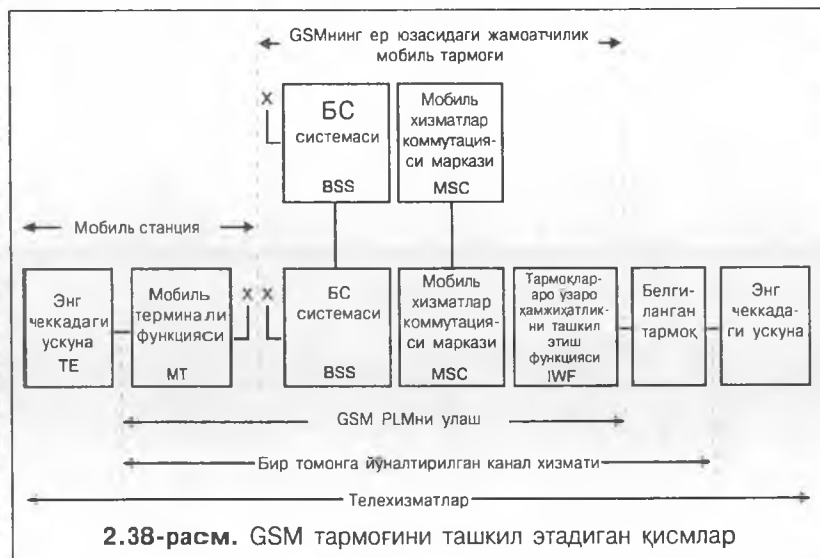 GSMнинг ер юзасидаги жамоатчилик
мобиль тармоғи
X
БС
системаси
BSS
Мобиль
хизматлар
коммутация-
си маркази
MSC
Мобиль станция
Энг
чеккадаги
ускуна
TE
Мобиль
терминали
функцияси
MT
X X
БС
системаси
BSS
Мобиль
хизматлар
коммутация-
си маркази
MSC
Тармоқлар-
аро ўзаро
ҳамжиҳатлик-
ни ташкил
этиш
функцияси
IWF
Белги-
ланган
тармоқ
Энг
чеккада-
ги ускуна
GSM PLMни улаш
Бир томонга йўналтирилган канал хизмати
Телехизматлар
2.38-расм. GSM тармоғини ташкил этадиган қисмлар